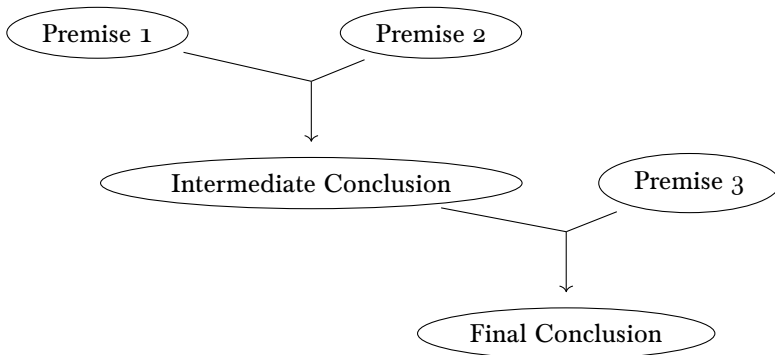 Premise 1
Premise 2
Intermediate Conclusion
Premise 3
Final Conclusion